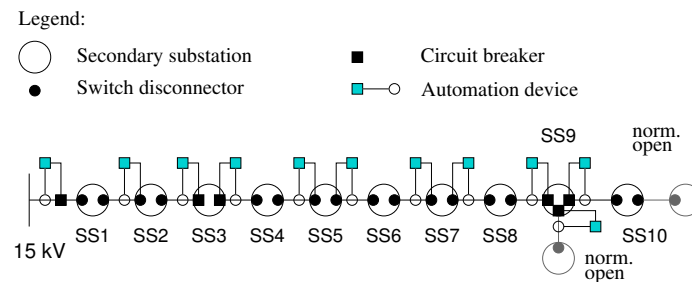 Legend:
Secondary substation
Circuit breaker
Switch disconnector
Automation device
SS9
norm.
open
15 kV
SS1
SS2
SS3
SS4
SS5
SS6
SS7
SS8
SS10
norm.
open